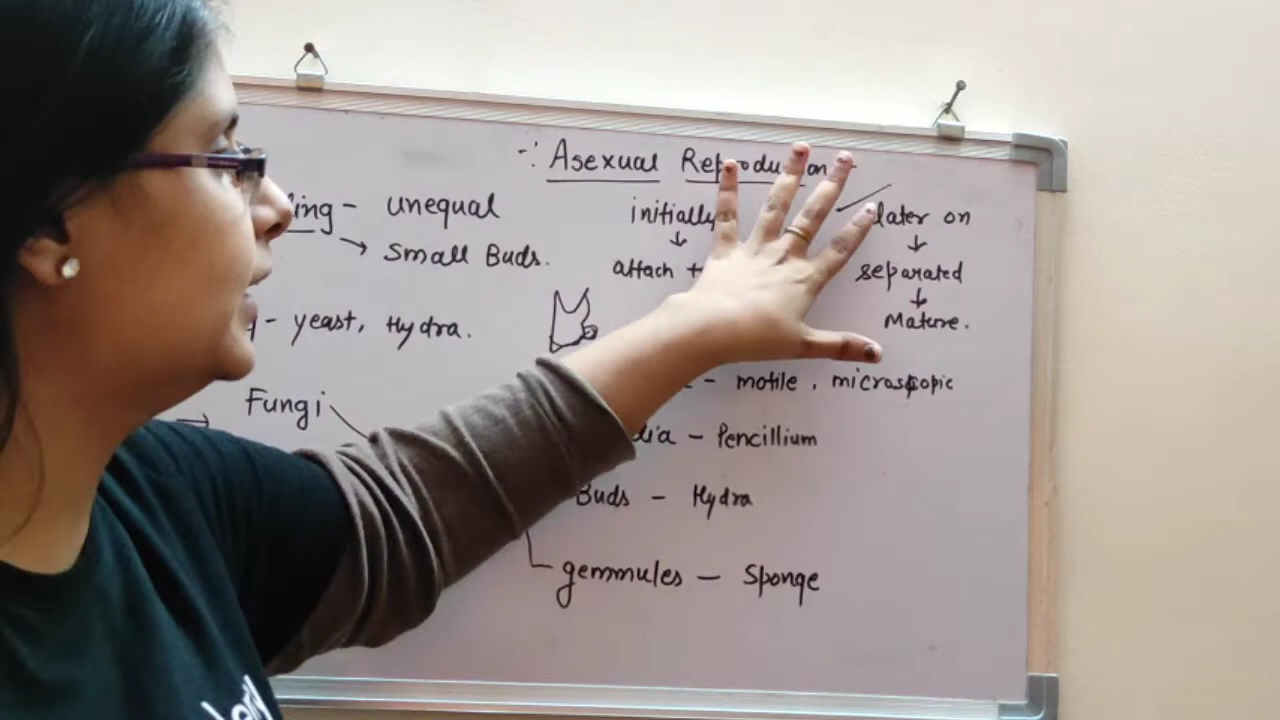 -: Asexual Reproduction
ing - unequal
→ Small Buds.
- yeast, Hydra.
initially
↓
attach
later on
↓
separated
↓
Mature.
- motile, microscopic
→ Fungi
dia - Pencillium
Buds - Hydra
gemmules - Sponge